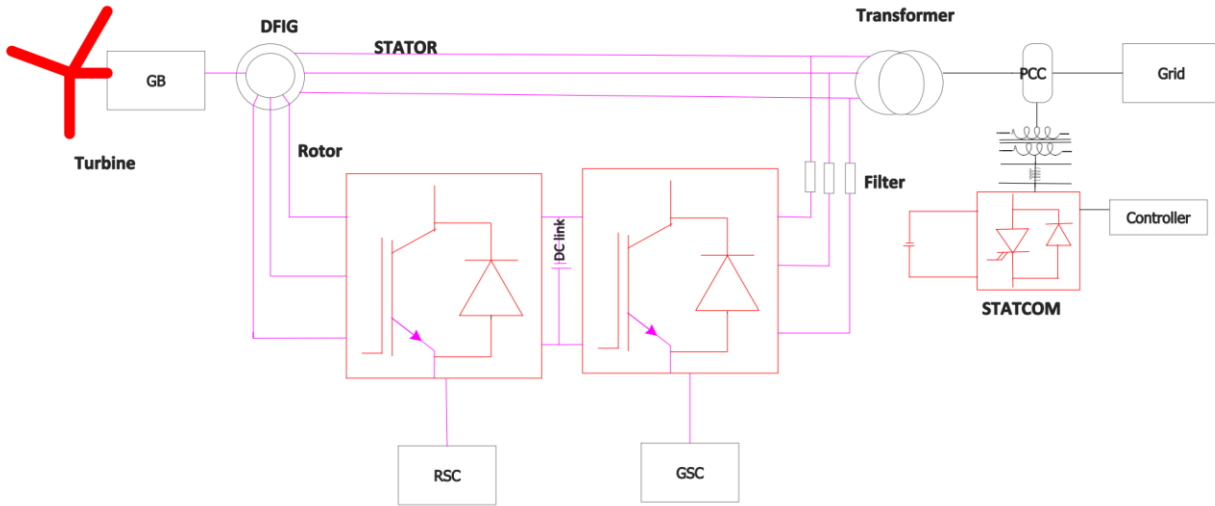 Transformer
DFIG
STATOR
GB
PCC
Grid
Turbine
Rotor
Filter
DC link
Controller
STATCOM
RSC
GSC